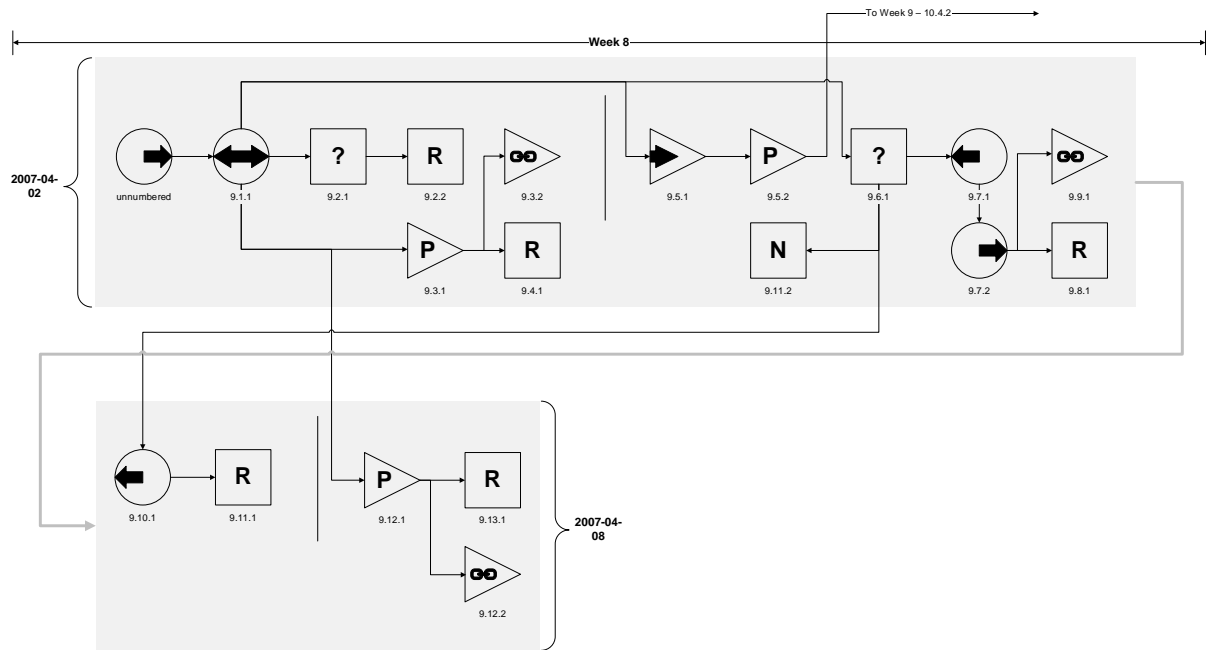 To Week 9 – 10.4.2
Week 8
2007-04-
02
?
R
P
?
unnumbered
9.1.1
9.2.1
9.2.2
9.3.2
9.5.1
9.5.2
9.6.1
9.7.1
9.9.1
P
R
N
R
9.3.1
9.4.1
9.11.2
9.7.2
9.8.1
R
P
R
9.10.1
9.11.1
9.12.1
9.13.1
2007-04-
08
9.12.2